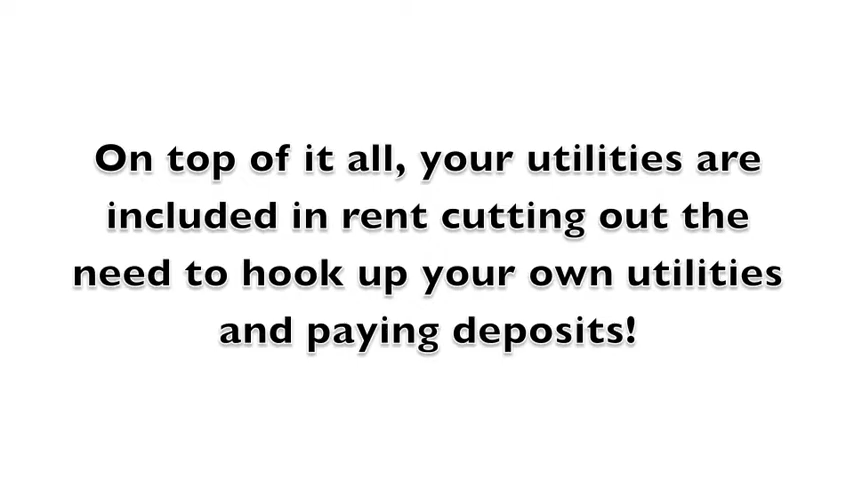 On top of it all, your utilities are
included in rent cutting out the
need to hook up your own utilities
and paying deposits!